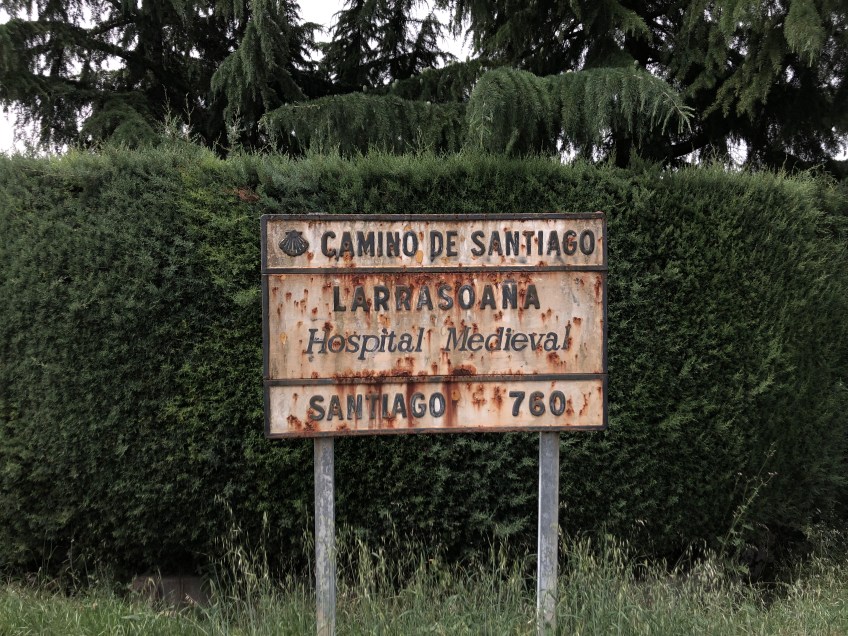 CAMINO DE SANTIAGO
LARRASOAÑA
Hospital Medieval
SANTIAGO 760